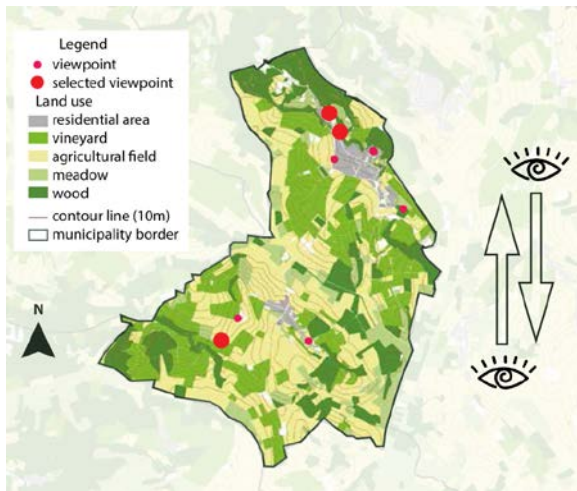 Legend
viewpoint
selected viewpoint
Land use
residential area
vineyard
agricultural field
meadow
wood
contour line (10m)
municipality border
N